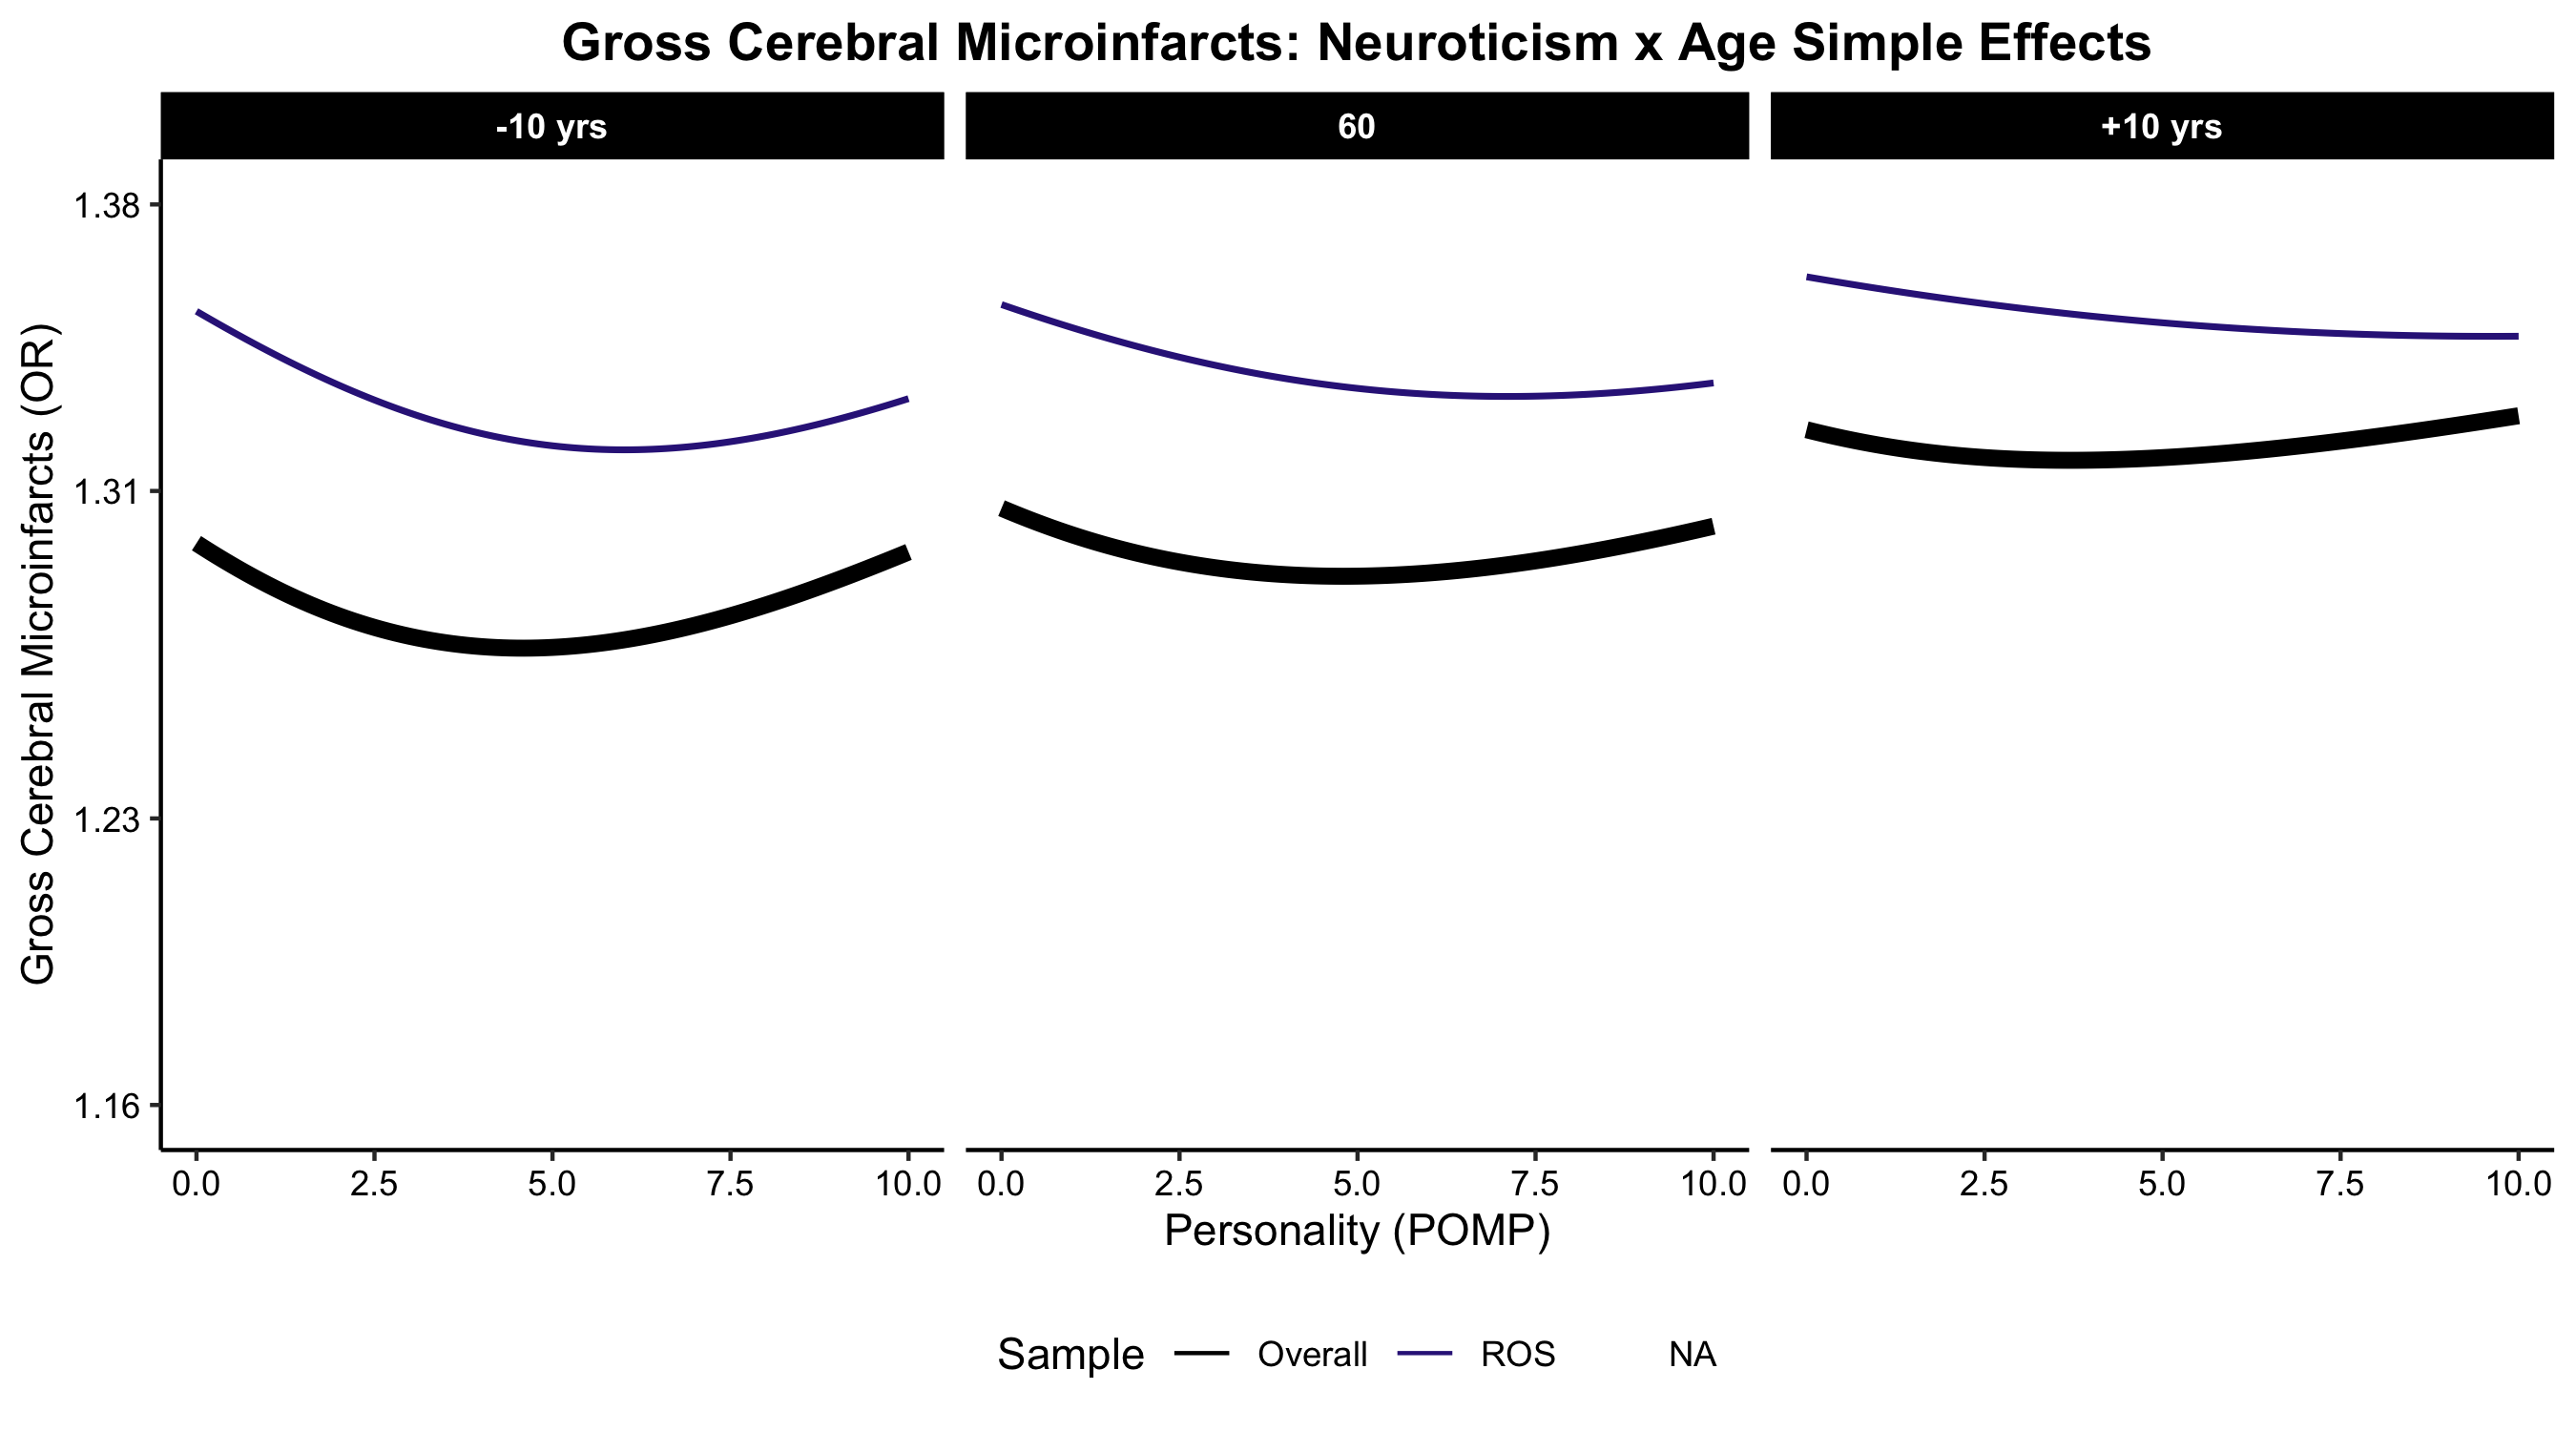 Gross Cerebral Microinfarcts: Neuroticism x Age Simple Effects
-10 yrs
60
+10 yrs
Gross Cerebral Microinfarcts (OR)
1.38
1.31
1.23
1.16
0.0 2.5 5.0 7.5 10.0
0.0 2.5 5.0 7.5 10.0
0.0 2.5 5.0 7.5 10.0
Personality (POMP)
Sample Overall ROS NA